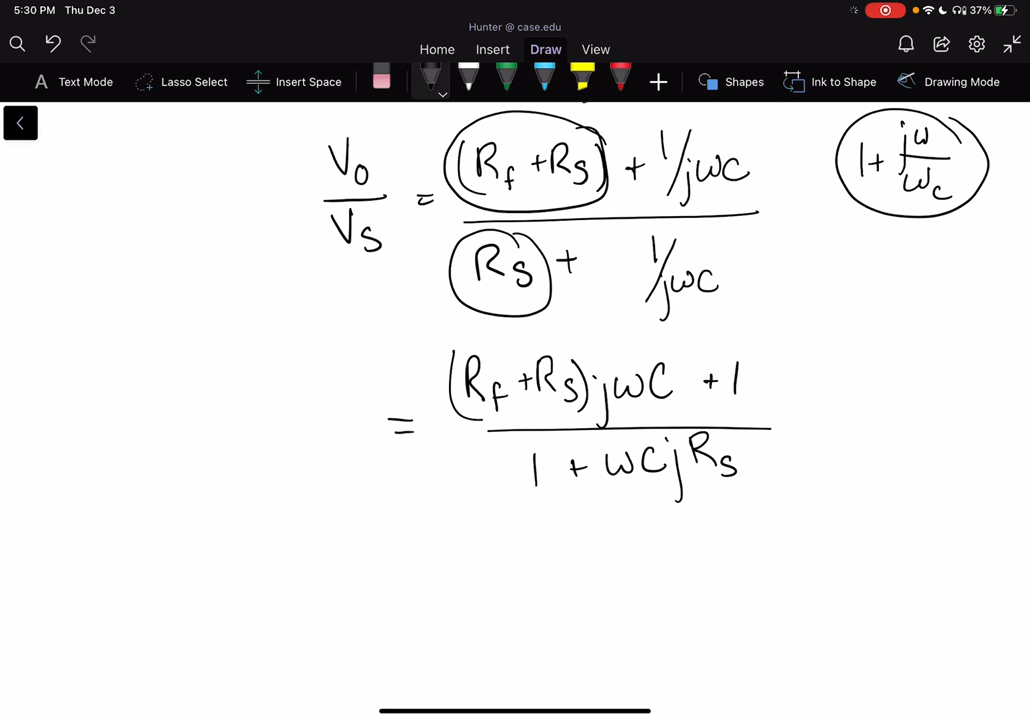 5:30 PM Thu Dec 3
37%
Hunter @ case.edu
Home Insert Draw View
Text Mode Lasso Select Insert Space Shapes Ink to Shape Drawing Mode
Vo/Vs = ((Rf + Rs) + 1/jωC) / (Rs + 1/jωC)
1 + jω/ωc
= ((Rf + Rs)jωC + 1) / (1 + ωCjRs)